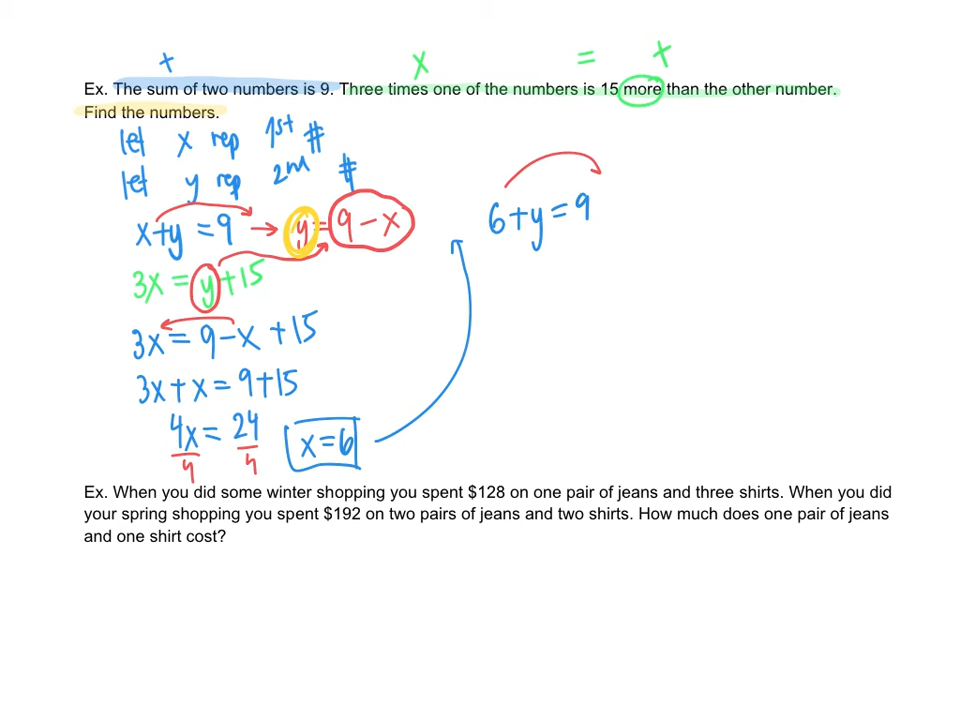 + x = +
Ex. The sum of two numbers is 9. Three times one of the numbers is 15 more than the other number.
Find the numbers.
let x rep 1st #
let y rep 2nd #
x+y=9 → y=9-x
6+y=9
3x=y+15
3x=9-x+15
3x+x=9+15
4x/4=24/4 x=6
Ex. When you did some winter shopping you spent $128 on one pair of jeans and three shirts. When you did
your spring shopping you spent $192 on two pairs of jeans and two shirts. How much does one pair of jeans
and one shirt cost?